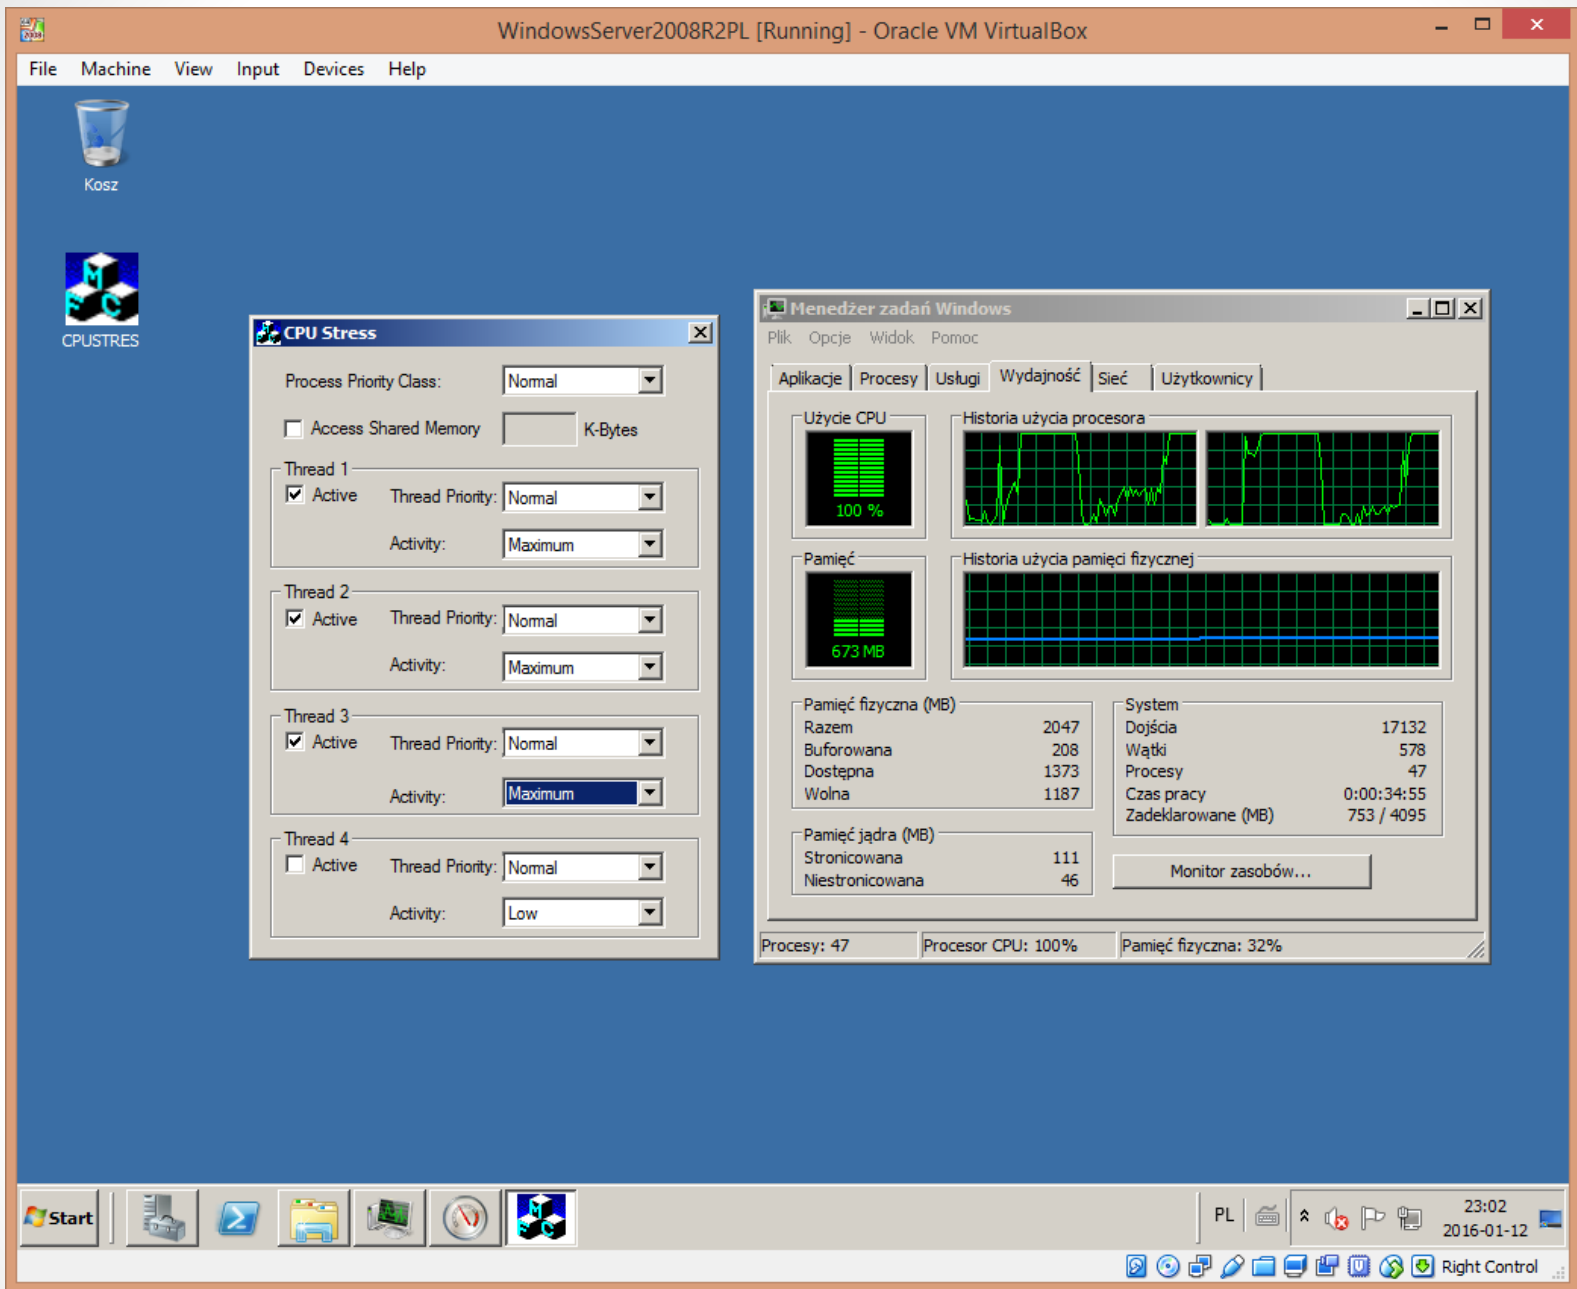 WindowsServer2008R2PL [Running] - Oracle VM VirtualBox
File Machine View Input Devices Help
Kosz
CPUSTRES
CPU Stress
Process Priority Class: Normal
Access Shared Memory K-Bytes
Thread 1
Active Thread Priority: Normal
Activity: Maximum
Thread 2
Active Thread Priority: Normal
Activity: Maximum
Thread 3
Active Thread Priority: Normal
Activity: Maximum
Thread 4
Active Thread Priority: Normal
Activity: Low
Menedżer zadań Windows
Plik Opcje Widok Pomoc
Aplikacje Procesy Usługi Wydajność Sieć Użytkownicy
Użycie CPU
100 %
Historia użycia procesora
Pamięć
673 MB
Historia użycia pamięci fizycznej
Pamięć fizyczna (MB)
Razem 2047
Buforowana 208
Dostępna 1373
Wolna 1187
System
Dojścia 17132
Wątki 578
Procesy 47
Czas pracy 0:00:34:55
Zadeklarowane (MB) 753 / 4095
Pamięć jądra (MB)
Stronicowana 111
Niestronicowana 46
Monitor zasobów...
Procesy: 47 Procesor CPU: 100% Pamięć fizyczna: 32%
Start
PL
23:02
2016-01-12
Right Control